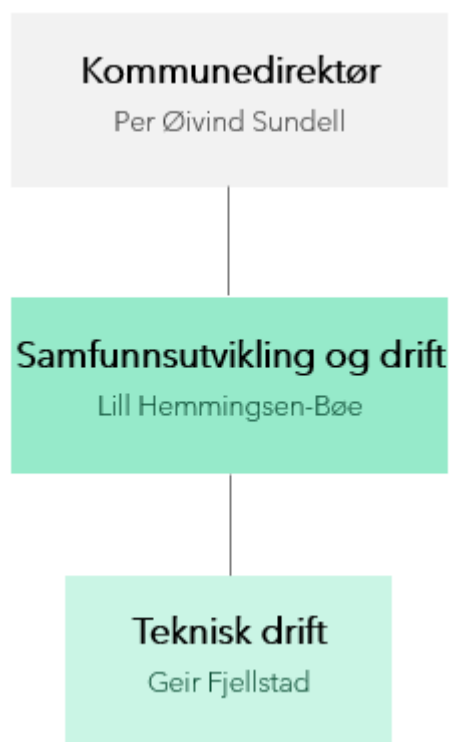 Kommunedirektør
Per Øivind Sundell
Samfunnsutvikling og drift
Lill Hemmingsen-Bøe
Teknisk drift
Geir Fjellstad